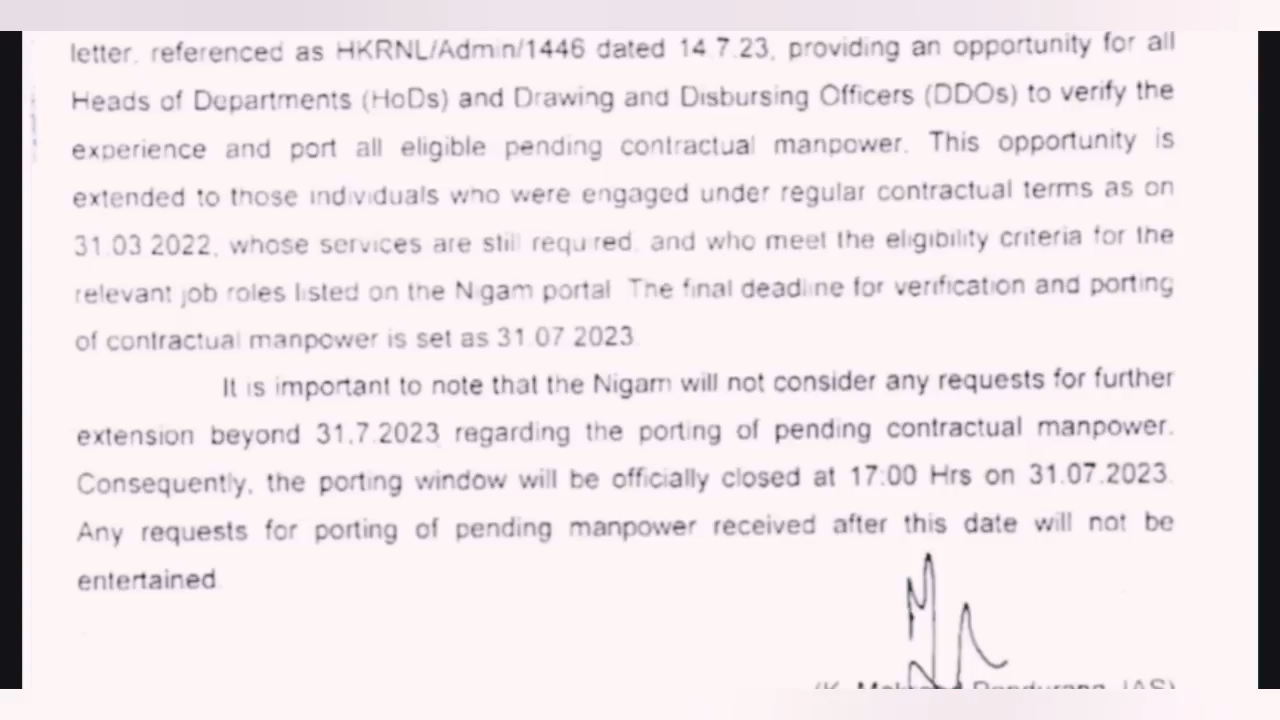 letter, referenced as HKRNL/Admin/1446 dated 14.7.23, providing an opportunity for all
Heads of Departments (HoDs) and Drawing and Disbursing Officers (DDOs) to verify the
experience and port all eligible pending contractual manpower. This opportunity is
extended to those individuals who were engaged under regular contractual terms as on
31.03.2022, whose services are still required, and who meet the eligibility criteria for the
relevant job roles listed on the Nigam portal. The final deadline for verification and porting
of contractual manpower is set as 31.07.2023.
It is important to note that the Nigam will not consider any requests for further
extension beyond 31.7.2023 regarding the porting of pending contractual manpower.
Consequently, the porting window will be officially closed at 17:00 Hrs on 31.07.2023.
Any requests for porting of pending manpower received after this date will not be
entertained.
(K. Pandurang, IAS)